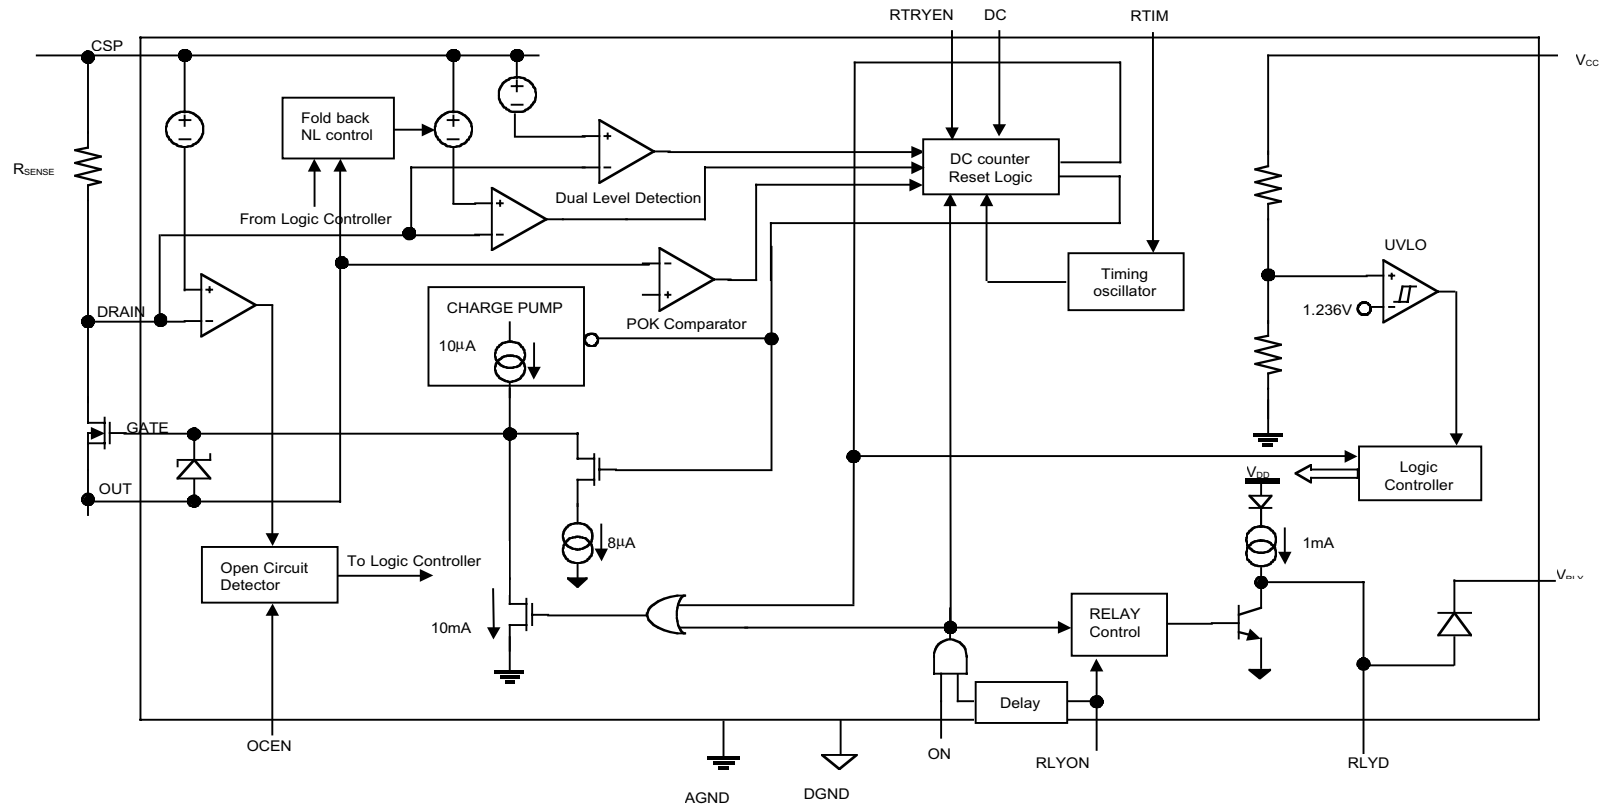 RTRYEN DC RTIM
CSP
VCC
Fold back
NL control
DC counter
Reset Logic
RSENSE
Dual Level Detection
From Logic Controller
UVLO
Timing
oscillator
1.236V
DRAIN
CHARGE PUMP
POK Comparator
10μA
GATE
Logic
Controller
VDD
OUT
8μA
1mA
To Logic Controller
Open Circuit
Detector
10mA
RELAY
Control
Delay
OCEN
ON
RLYON
RLYD
AGND
DGND